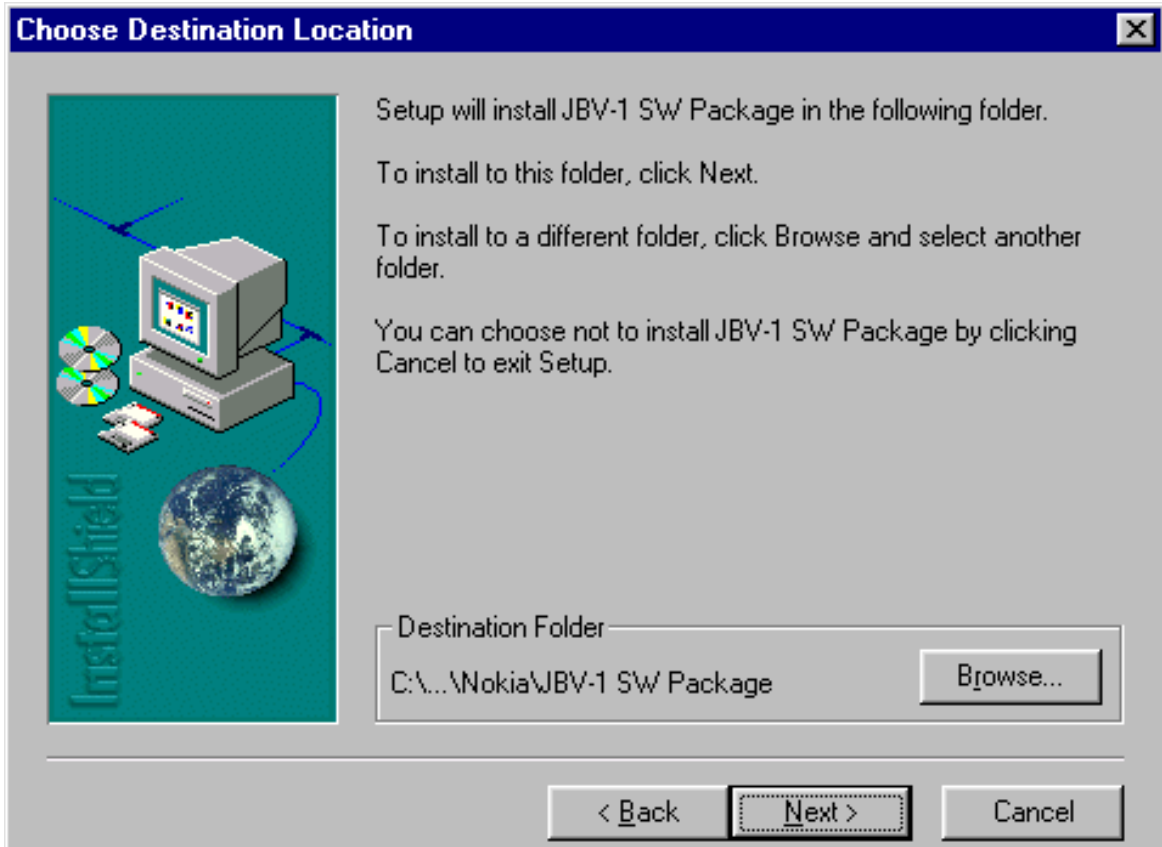 Choose Destination Location
Setup will install JBV-1 SW Package in the following folder.
To install to this folder, click Next.
To install to a different folder, click Browse and select another
folder.
You can choose not to install JBV-1 SW Package by clicking
Cancel to exit Setup.
InstallShield
Destination Folder
C:\...\Nokia\JBV-1 SW Package
Browse...
< Back
Next >
Cancel